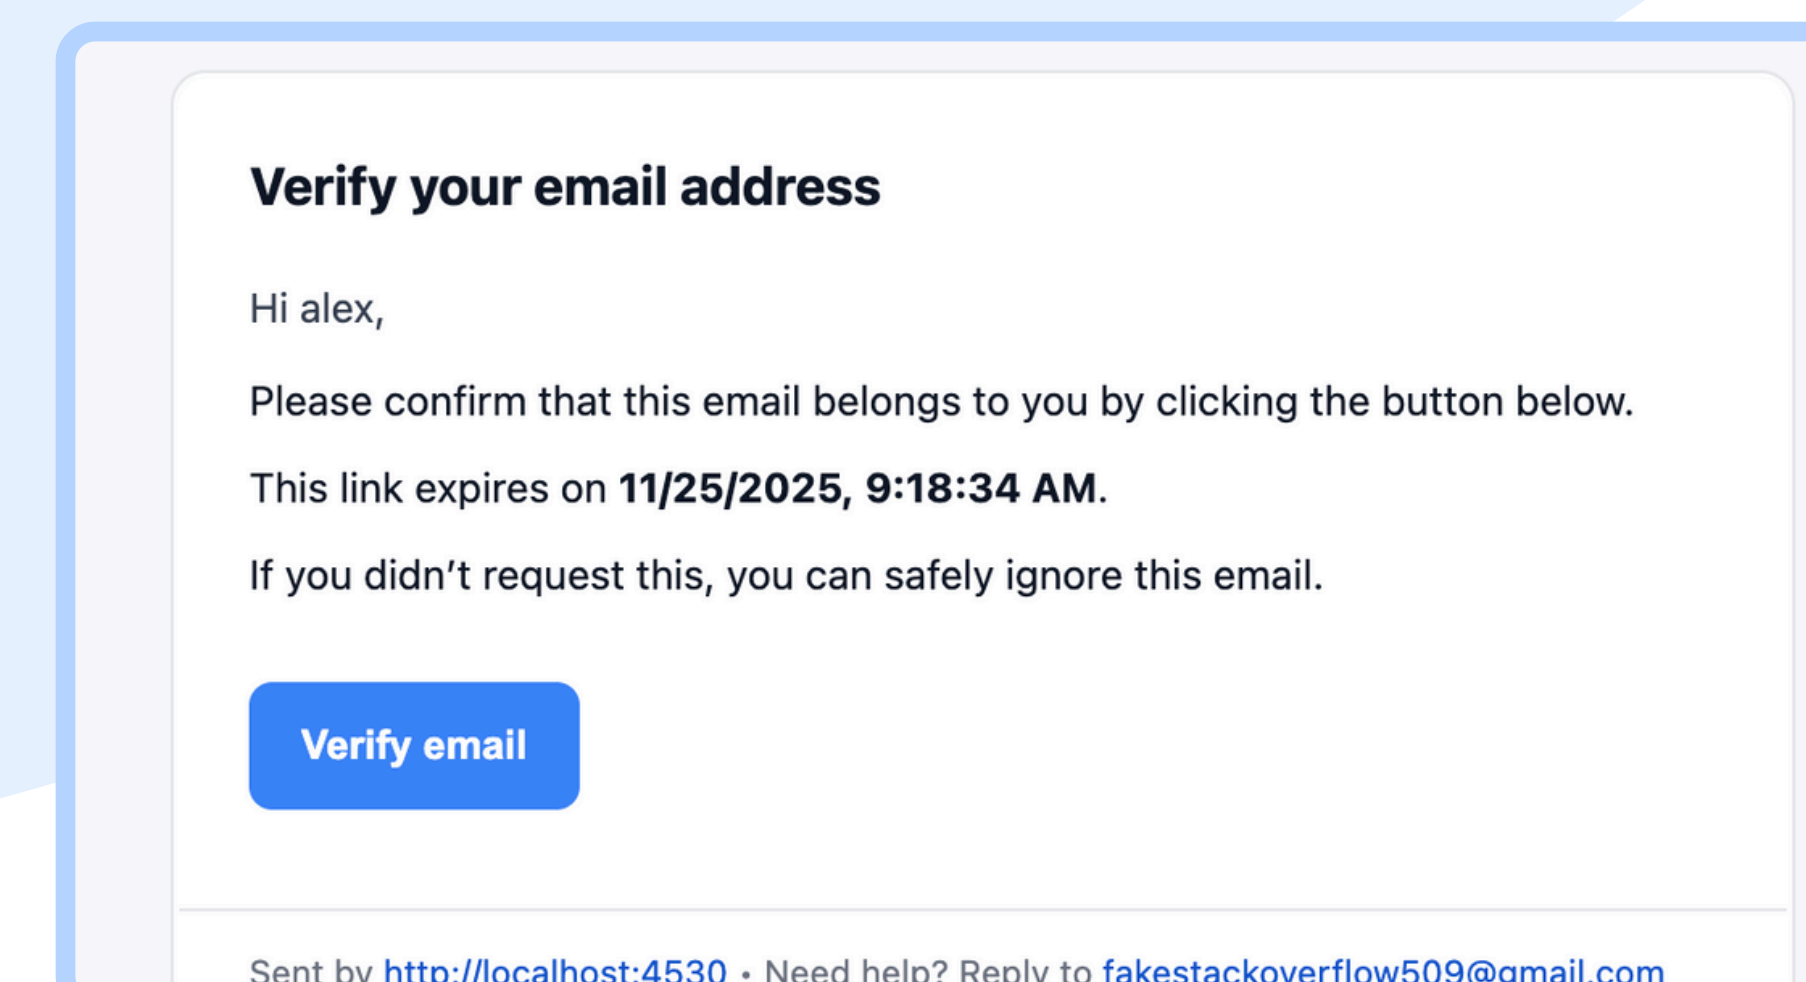 Verify your email address
Hi alex,
Please confirm that this email belongs to you by clicking the button below.
This link expires on 11/25/2025, 9:18:34 AM.
If you didn’t request this, you can safely ignore this email.
Verify email
Sent by http://localhost:4530 • Need help? Reply to fakestackoverflow509@gmail.com